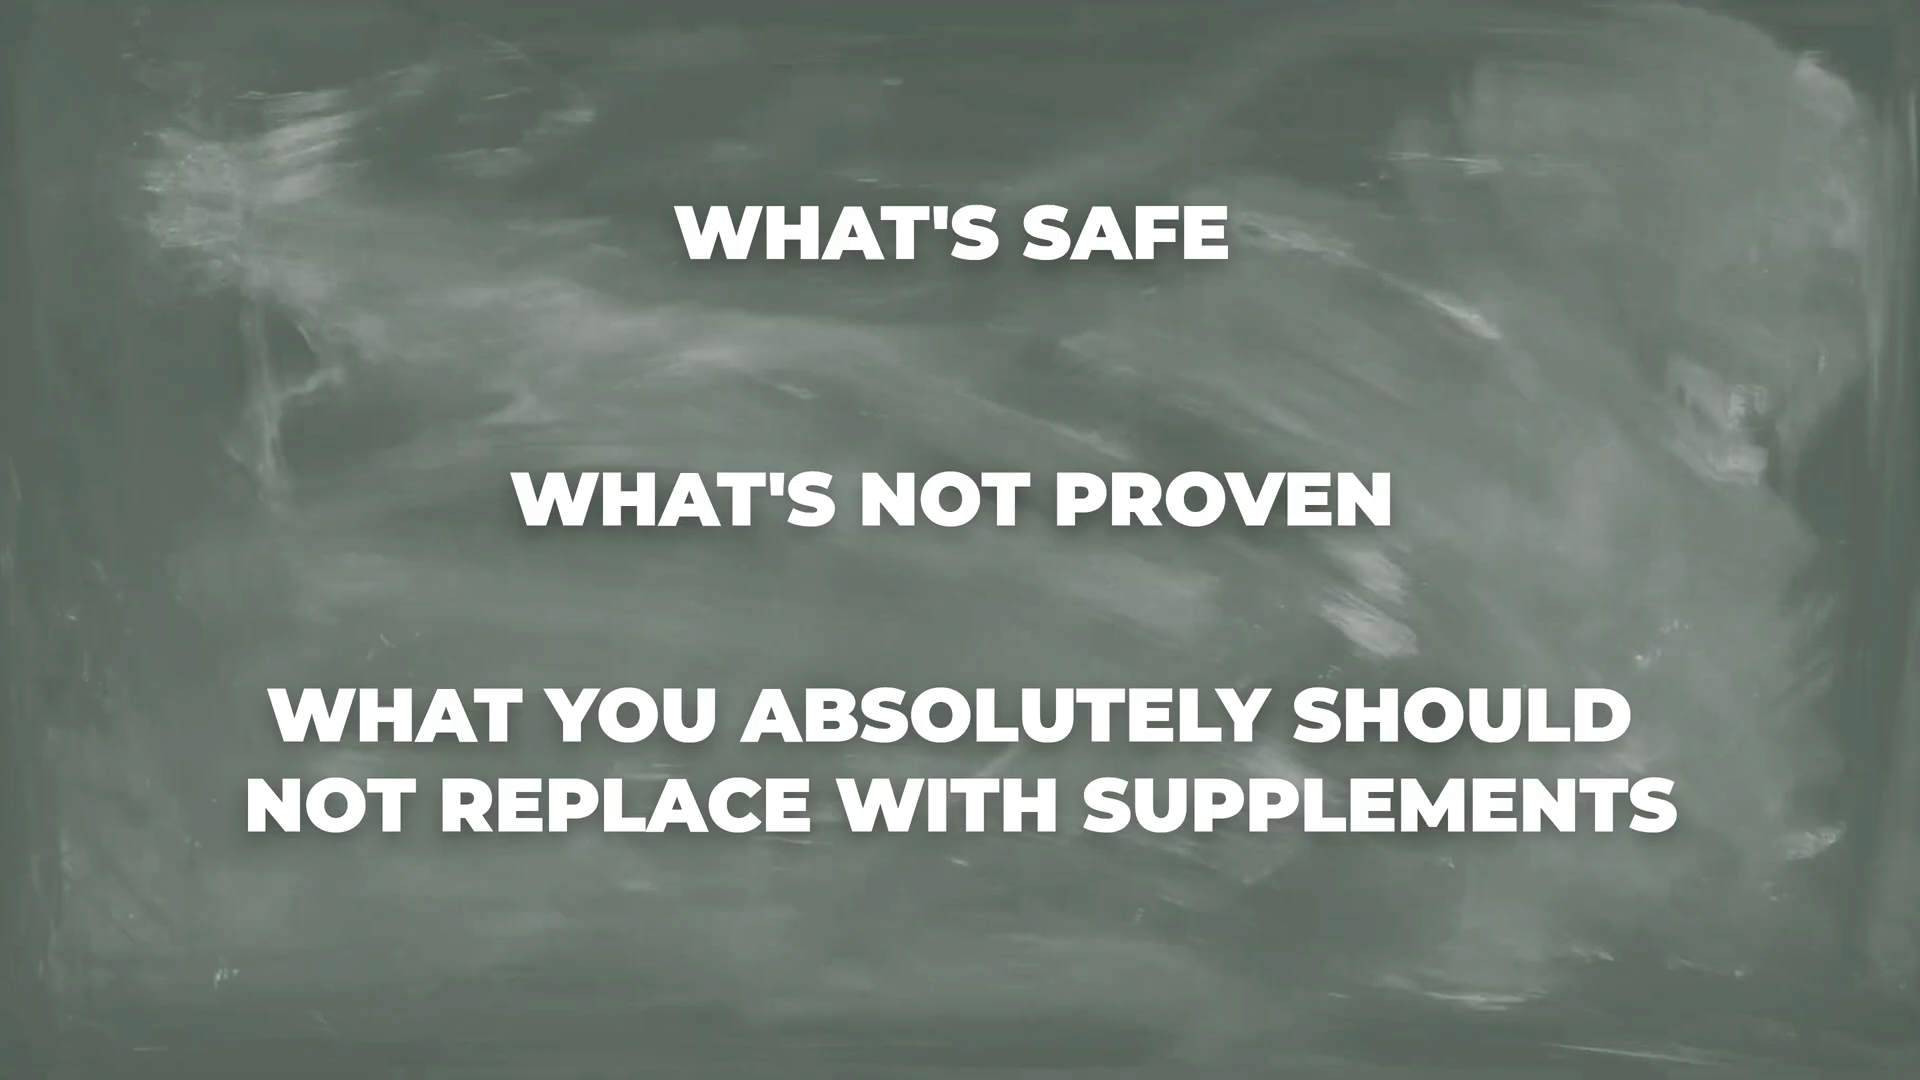 WHAT'S SAFE
WHAT'S NOT PROVEN
WHAT YOU ABSOLUTELY SHOULD
NOT REPLACE WITH SUPPLEMENTS